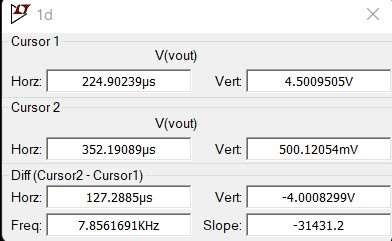 1d
Cursor 1
V(vout)
Horz: 224.90239µs Vert: 4.5009505V
Cursor 2
V(vout)
Horz: 352.19089µs Vert: 500.12054mV
Diff (Cursor2 - Cursor1)
Horz: 127.2885µs Vert: -4.0008299V
Freq: 7.8561691KHz Slope: -31431.2